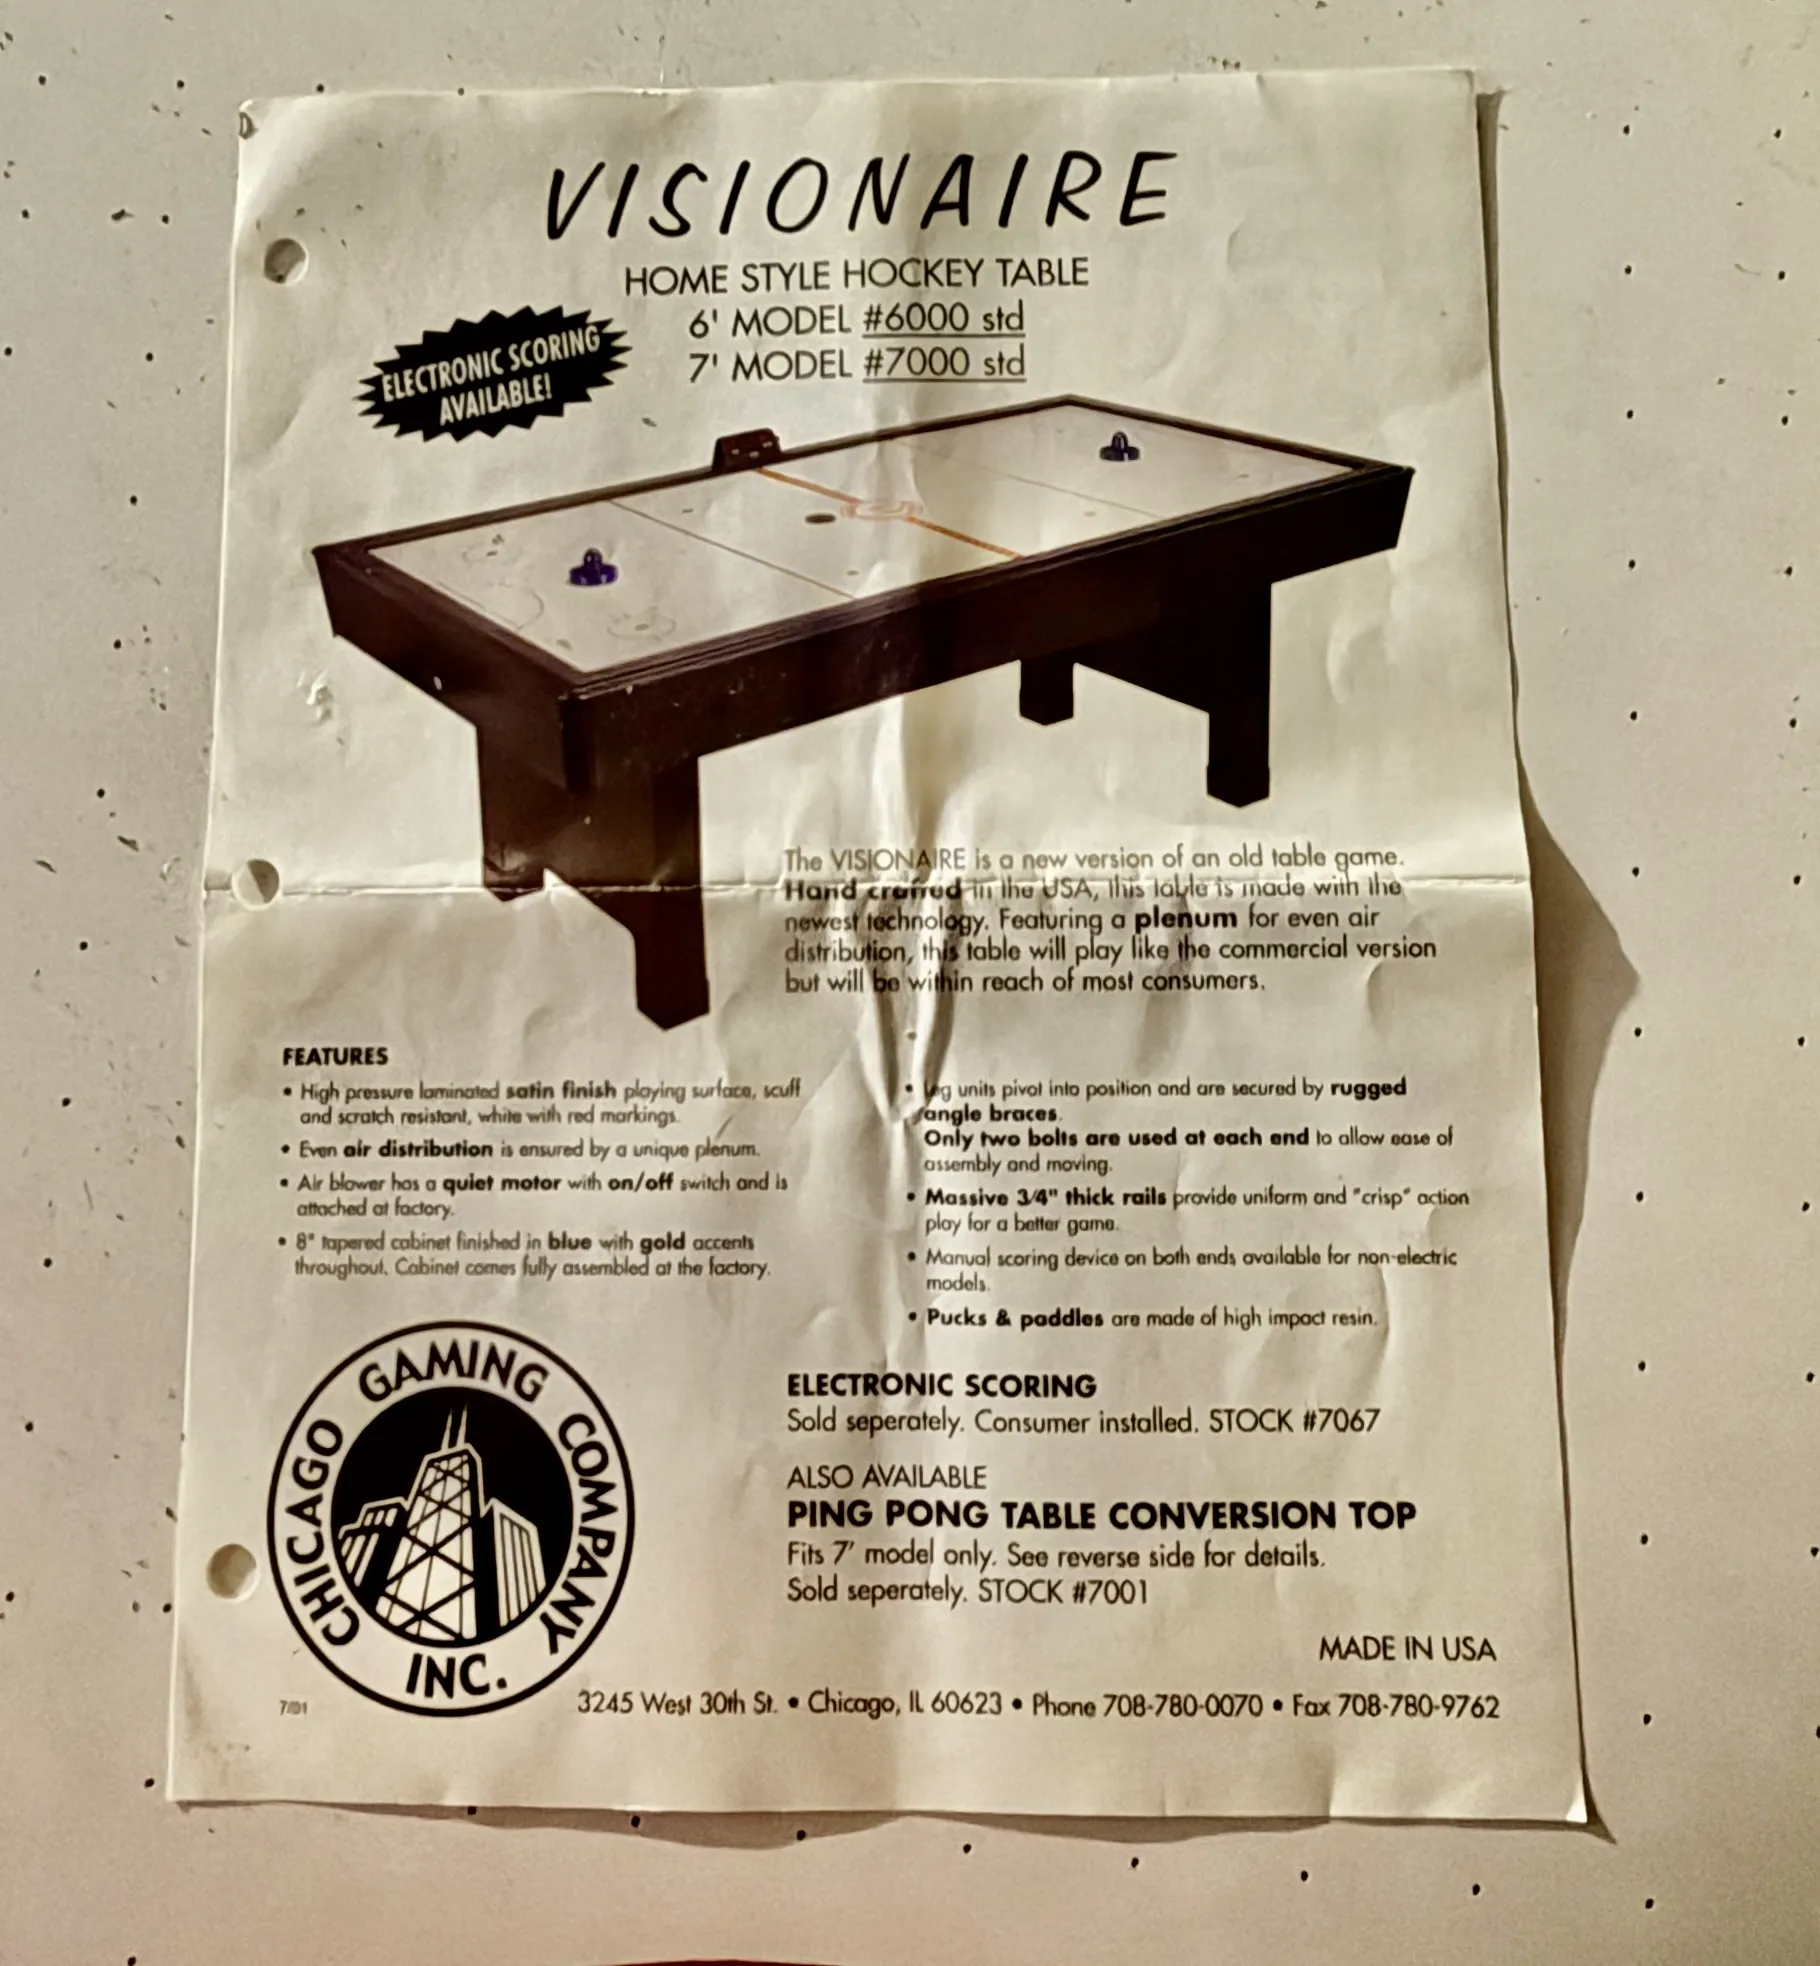 VISIONAIRE
HOME STYLE HOCKEY TABLE
6' MODEL #6000 std
7' MODEL #7000 std
ELECTRONIC SCORING
AVAILABLE!
The VISIONAIRE is a new version of an old table game.
Hand crafted in the USA, this table is made with the
newest technology. Featuring a plenum for even air
distribution, this table will play like the commercial version
but will be within reach of most consumers.
FEATURES
• High pressure laminated satin finish playing surface, scuff
and scratch resistant, white with red markings.
• Even air distribution is ensured by a unique plenum.
• Air blower has a quiet motor with on/off switch and is
attached at factory.
• 8" tapered cabinet finished in blue with gold accents
throughout. Cabinet comes fully assembled at the factory.
• Leg units pivot into position and are secured by rugged
angle braces.
Only two bolts are used at each end to allow ease of
assembly and moving.
• Massive 3/4" thick rails provide uniform and "crisp" action
play for a better game.
• Manual scoring device on both ends available for non-electric
models.
• Pucks & paddles are made of high impact resin.
ELECTRONIC SCORING
Sold seperately. Consumer installed. STOCK #7067
ALSO AVAILABLE
PING PONG TABLE CONVERSION TOP
Fits 7' model only. See reverse side for details.
Sold seperately. STOCK #7001
CHICAGO GAMING COMPANY
INC.
MADE IN USA
7/01
3245 West 30th St. • Chicago, IL 60623 • Phone 708-780-0070 • Fax 708-780-9762